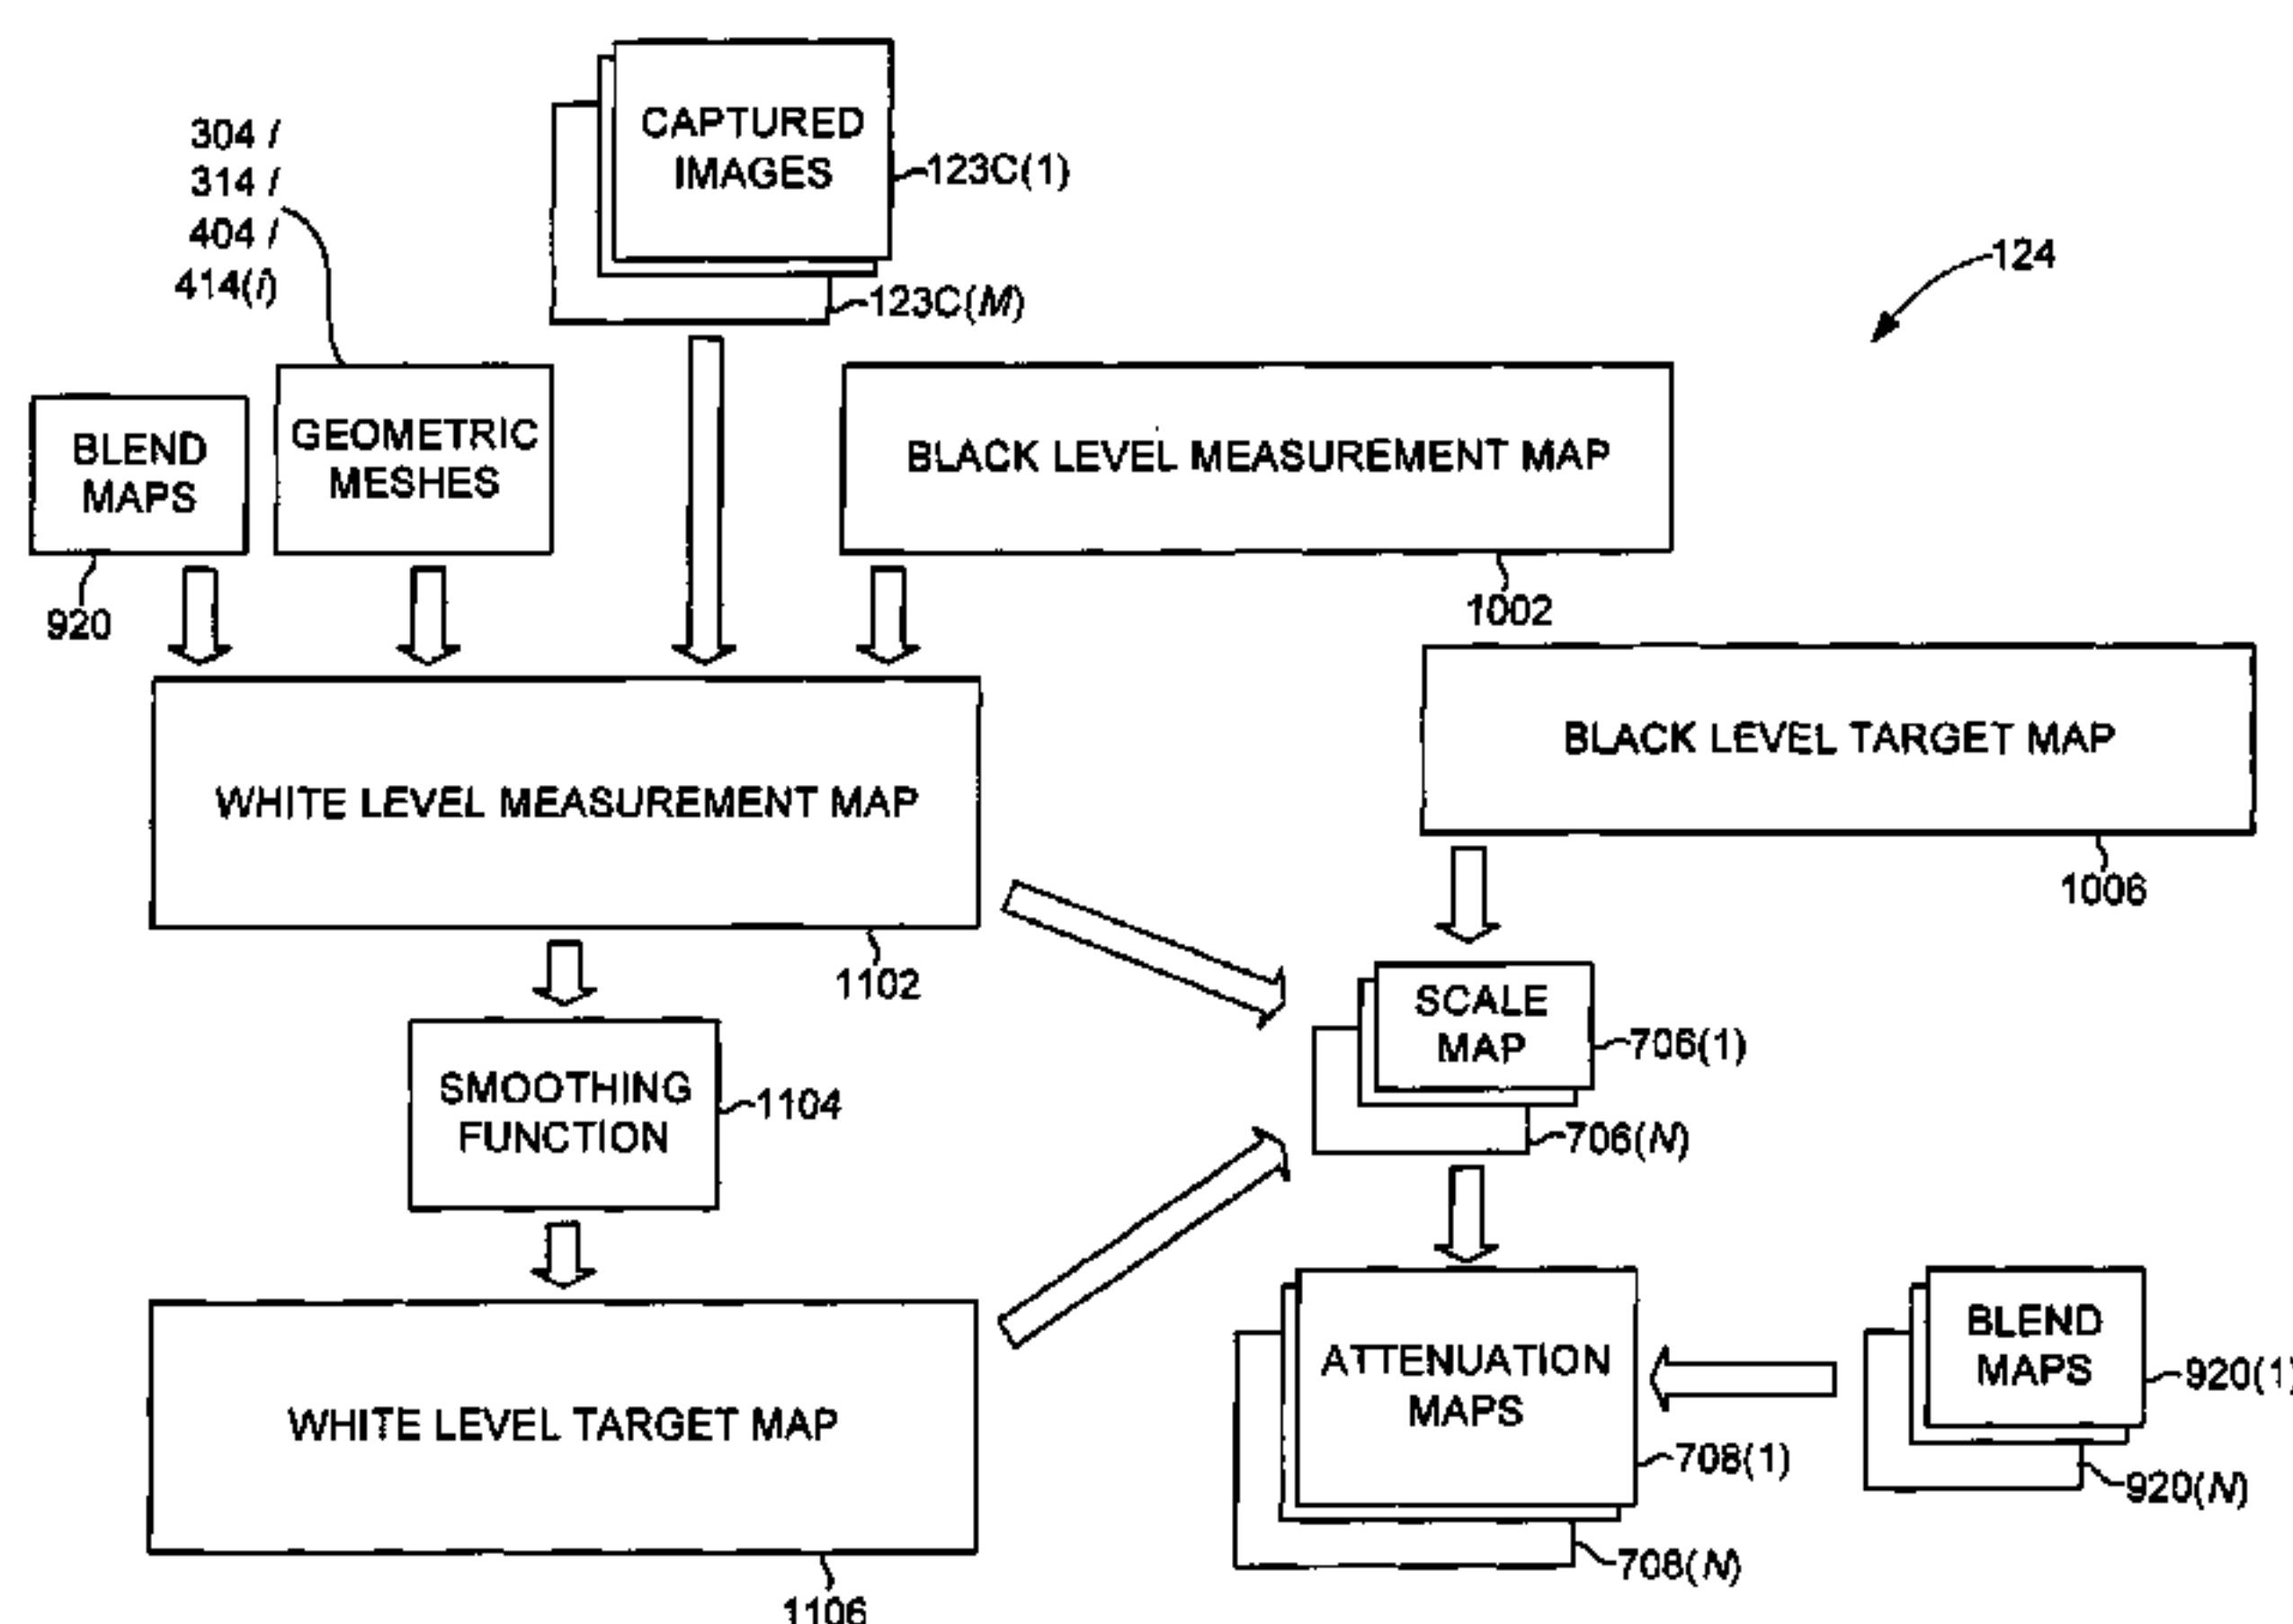 CAPTURED
IMAGES
123C(1)
123C(M)
304 /
314 /
404 /
414(i)
124
BLEND
MAPS
920
GEOMETRIC
MESHES
BLACK LEVEL MEASUREMENT MAP
1002
WHITE LEVEL MEASUREMENT MAP
1102
BLACK LEVEL TARGET MAP
1006
SCALE
MAP
706(1)
706(N)
SMOOTHING
FUNCTION
1104
WHITE LEVEL TARGET MAP
1106
ATTENUATION
MAPS
708(1)
708(N)
BLEND
MAPS
920(1)
920(N)